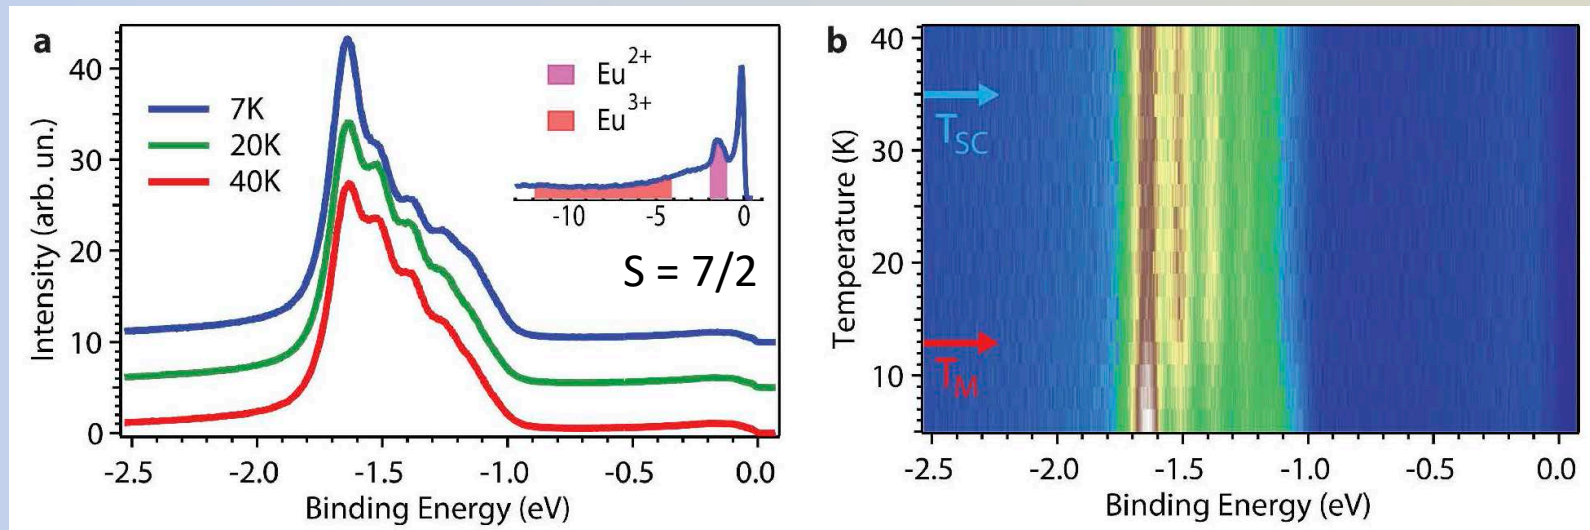 a
Intensity (arb. un.)
40
30
20
10
0
7K
20K
40K
Eu2+
Eu3+
-10 -5 0
S = 7/2
-2.5 -2.0 -1.5 -1.0 -0.5 0.0
Binding Energy (eV)
b
Temperature (K)
40
30
20
10
TSC
TM
-2.5 -2.0 -1.5 -1.0 -0.5 0.0
Binding Energy (eV)